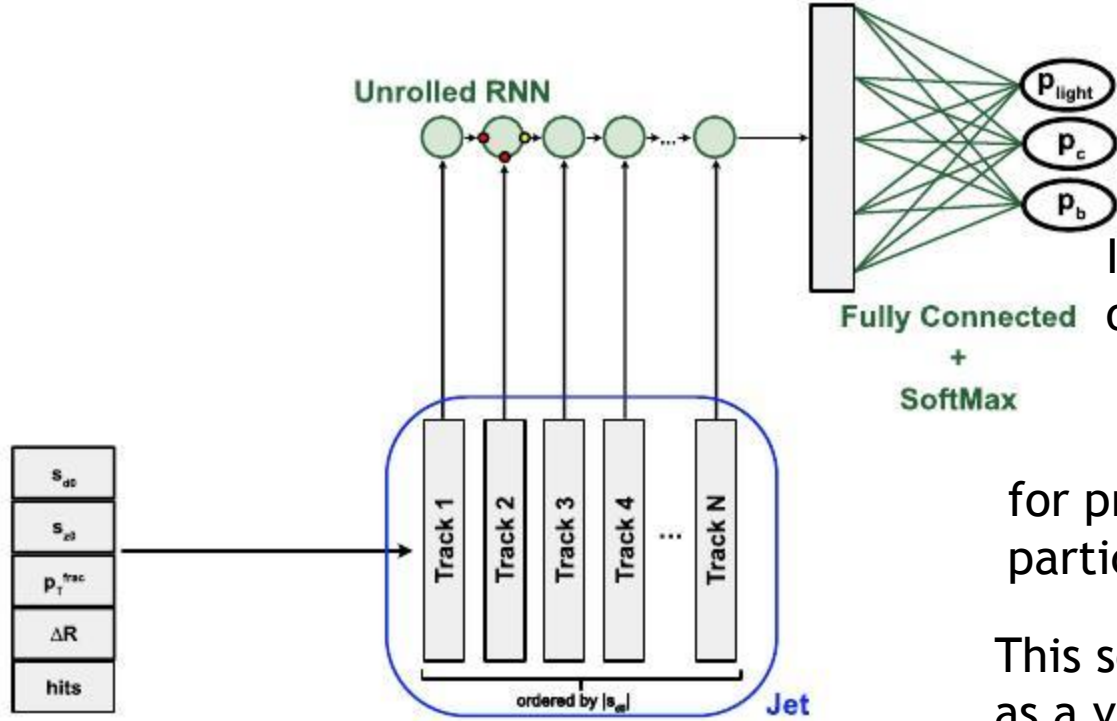 Unrolled RNN
...
p_light
p_c
p_b
Fully Connected
+
SoftMax
s_d0
s_z0
p_T^frac
ΔR
hits
Track 1
Track 2
Track 3
Track 4
...
Track N
ordered by |s_d0|
Jet
for pr
partic
This s
as a v